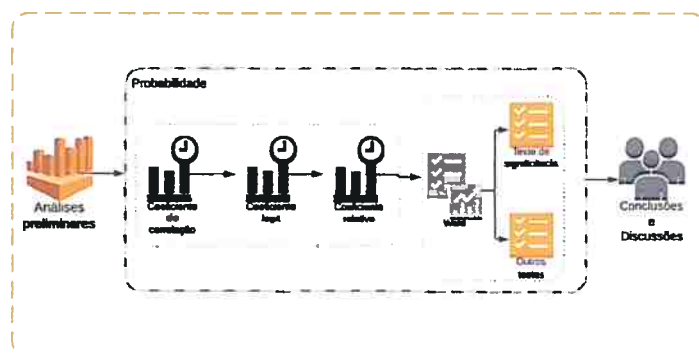 Probabilidade
Análises
preliminares
Coeficiente
de
correlação
Coeficiente
Coeficiente
relativo
Teste de
significância
Outros
testes
Conclusões
e
Discussões